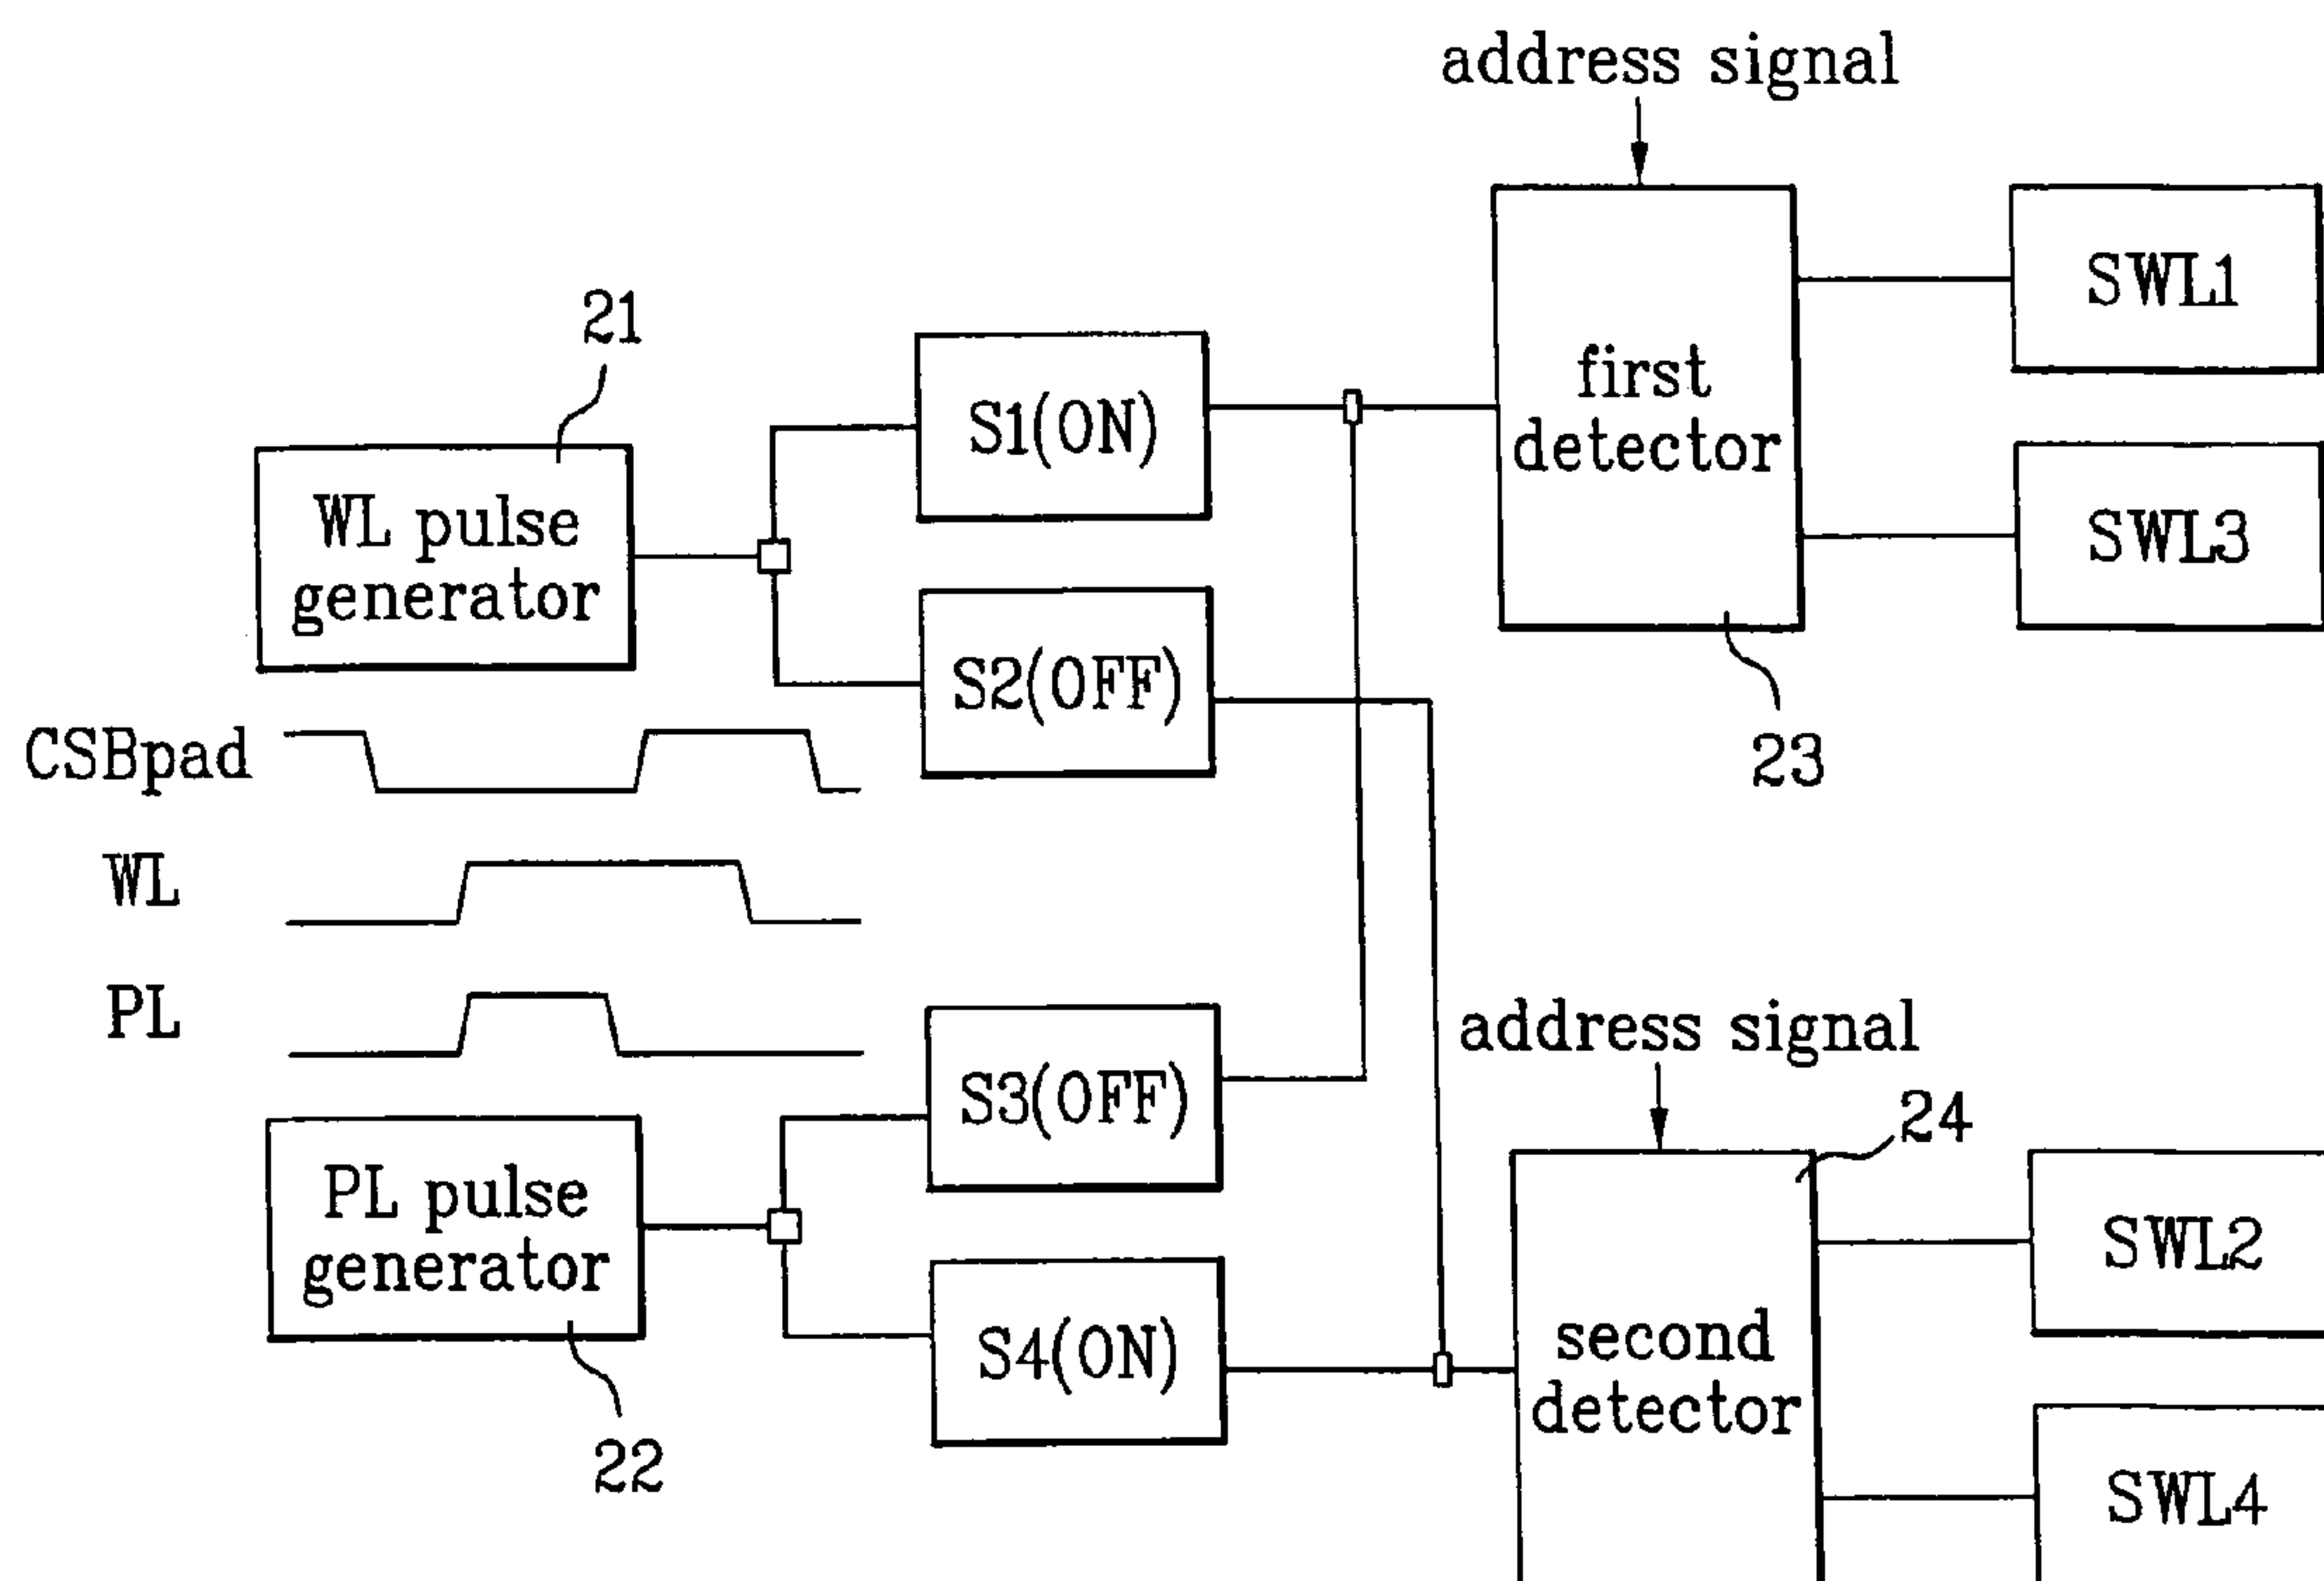 address signal
21
first
detector
SWL1
SWL3
23
S1(ON)
S2(OFF)
WL pulse
generator
CSBpad
WL
PL
PL pulse
generator
22
S3(OFF)
S4(ON)
address signal
24
second
detector
SWL2
SWL4